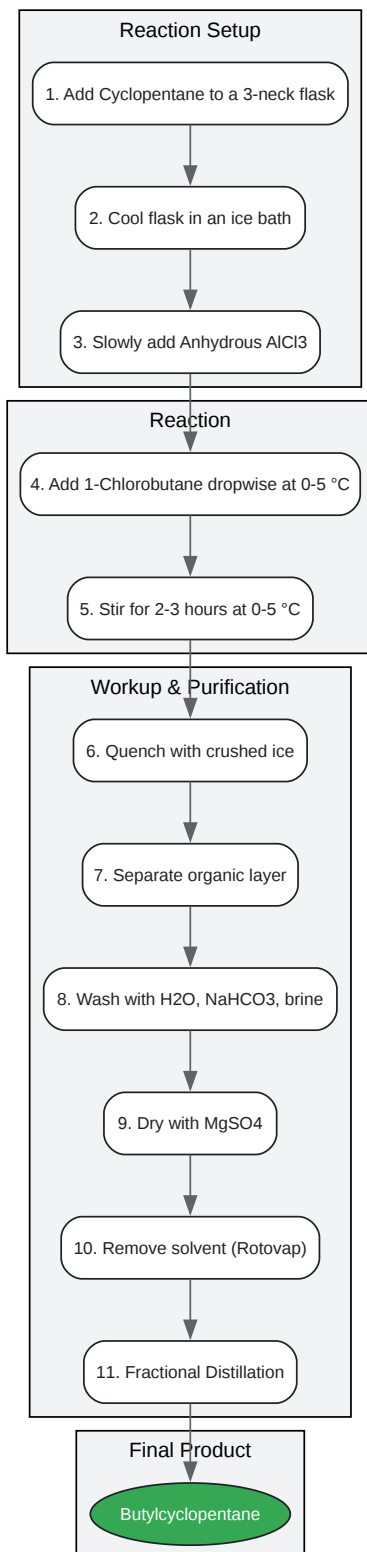 Reaction Setup
1. Add Cyclopentane to a 3-neck flask
2. Cool flask in an ice bath
3. Slowly add Anhydrous AlCl3
Reaction
4. Add 1-Chlorobutane dropwise at 0-5 °C
5. Stir for 2-3 hours at 0-5 °C
Workup & Purification
6. Quench with crushed ice
7. Separate organic layer
8. Wash with H2O, NaHCO3, brine
9. Dry with MgSO4
10. Remove solvent (Rotovap)
11. Fractional Distillation
Final Product
Butylcyclopentane